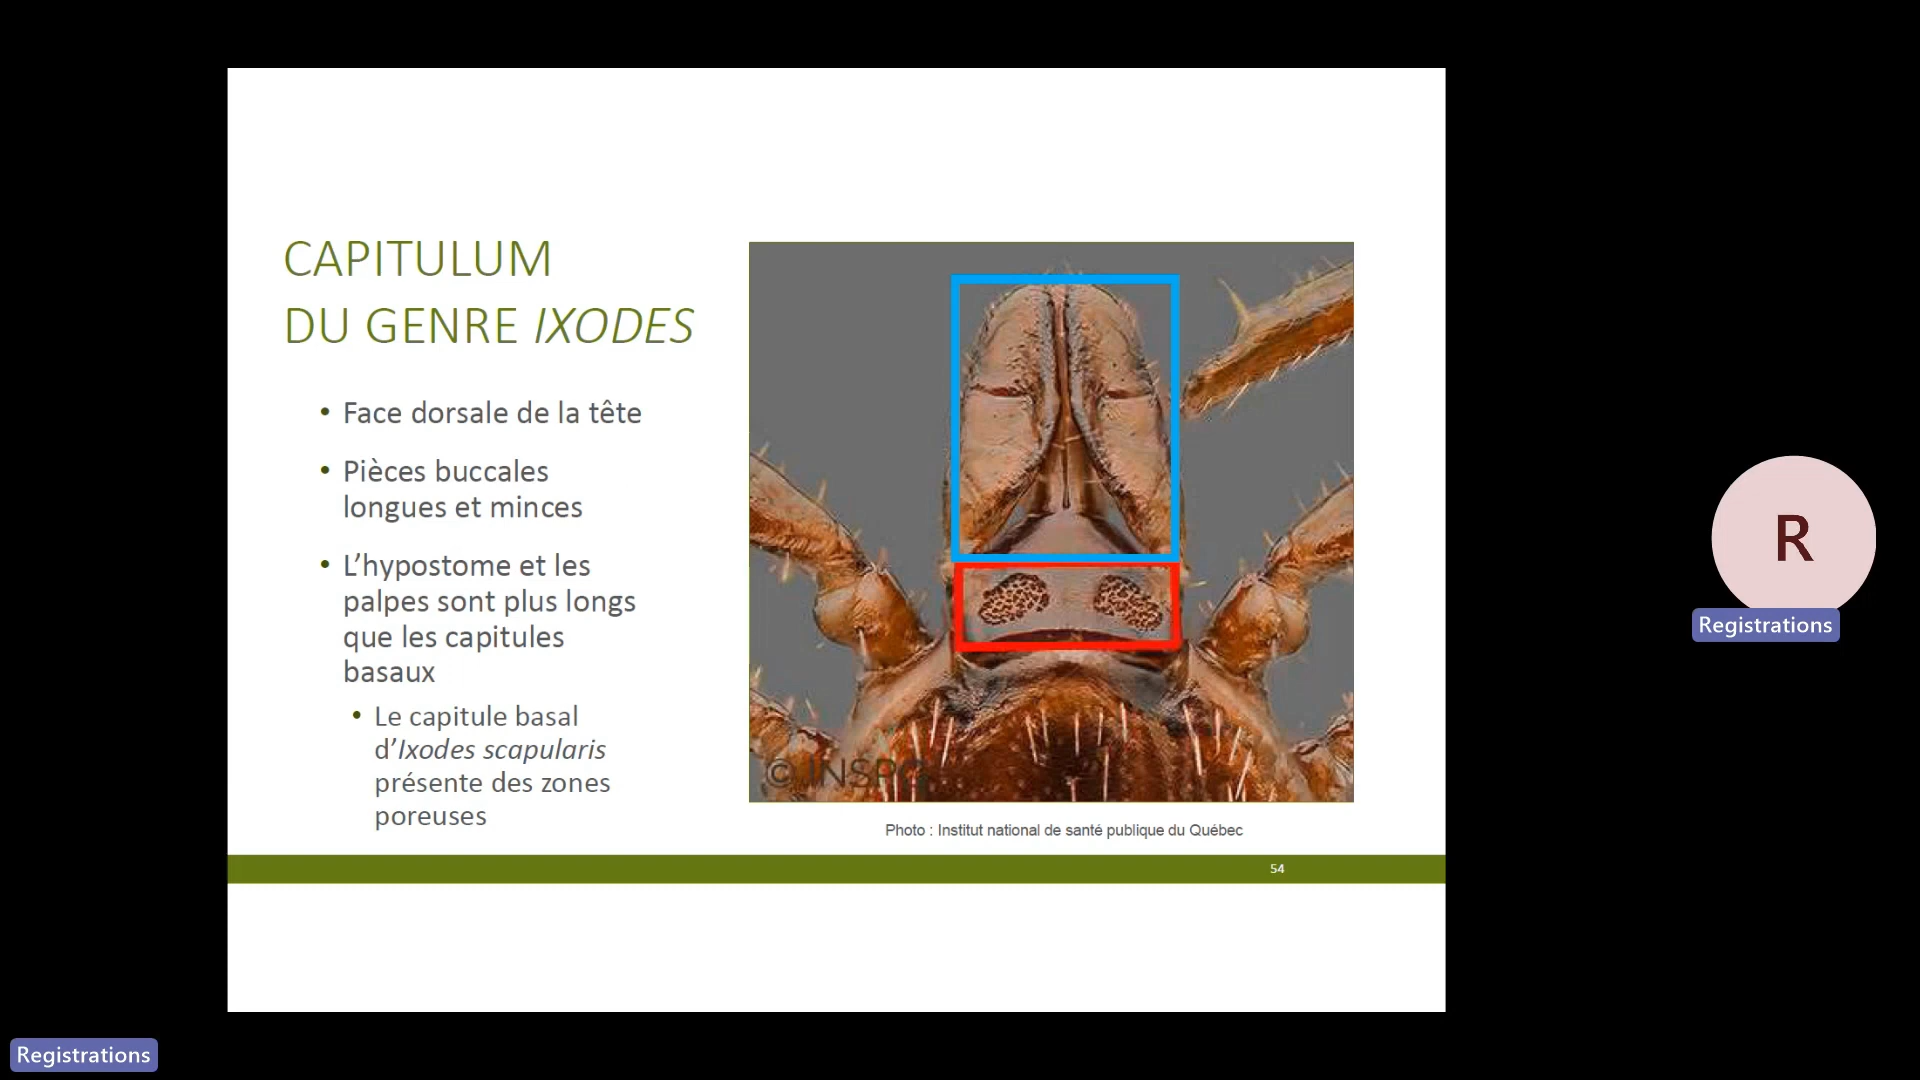 CAPITULUM
DU GENRE IXODES
• Face dorsale de la tête
• Pièces buccales
longues et minces
• L’hypostome et les
palpes sont plus longs
que les capitules
basaux
• Le capitule basal
d’Ixodes scapularis
présente des zones
poreuses
© INSPQ
Photo : Institut national de santé publique du Québec
54
R
Registrations
Registrations